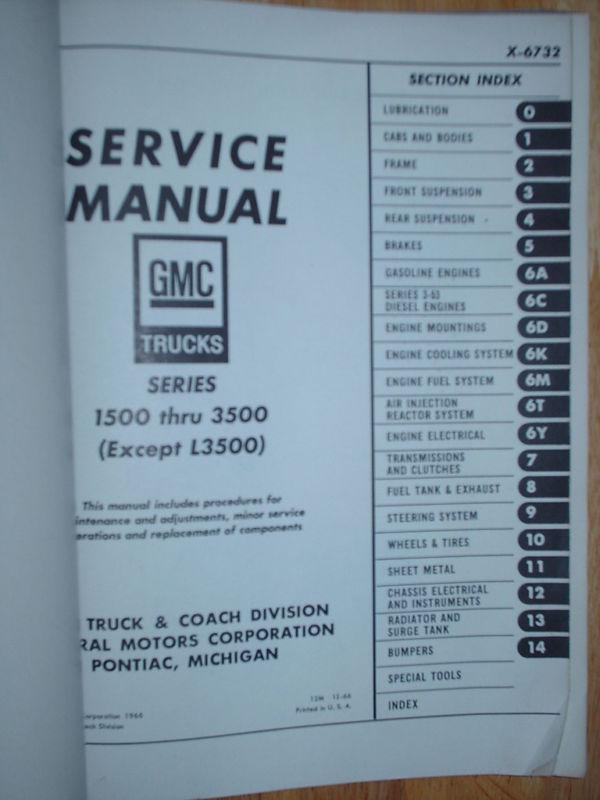 X-6732
SERVICE
MANUAL
GMC
TRUCKS
SERIES
1500 thru 3500
(Except L3500)
This manual includes procedures for
intenance and adjustments, minor service
erations and replacement of components
TRUCK & COACH DIVISION
RAL MOTORS CORPORATION
PONTIAC, MICHIGAN
12M 12-66
Printed in U. S. A.
orporation 1966
ach Division
SECTION INDEX
LUBRICATION 0
CABS AND BODIES 1
FRAME 2
FRONT SUSPENSION 3
REAR SUSPENSION 4
BRAKES 5
GASOLINE ENGINES 6A
SERIES 3-53
DIESEL ENGINES 6C
ENGINE MOUNTINGS 6D
ENGINE COOLING SYSTEM 6K
ENGINE FUEL SYSTEM 6M
AIR INJECTION
REACTOR SYSTEM 6T
ENGINE ELECTRICAL 6Y
TRANSMISSIONS
AND CLUTCHES 7
FUEL TANK & EXHAUST 8
STEERING SYSTEM 9
WHEELS & TIRES 10
SHEET METAL 11
CHASSIS ELECTRICAL
AND INSTRUMENTS 12
RADIATOR AND
SURGE TANK 13
BUMPERS 14
SPECIAL TOOLS
INDEX